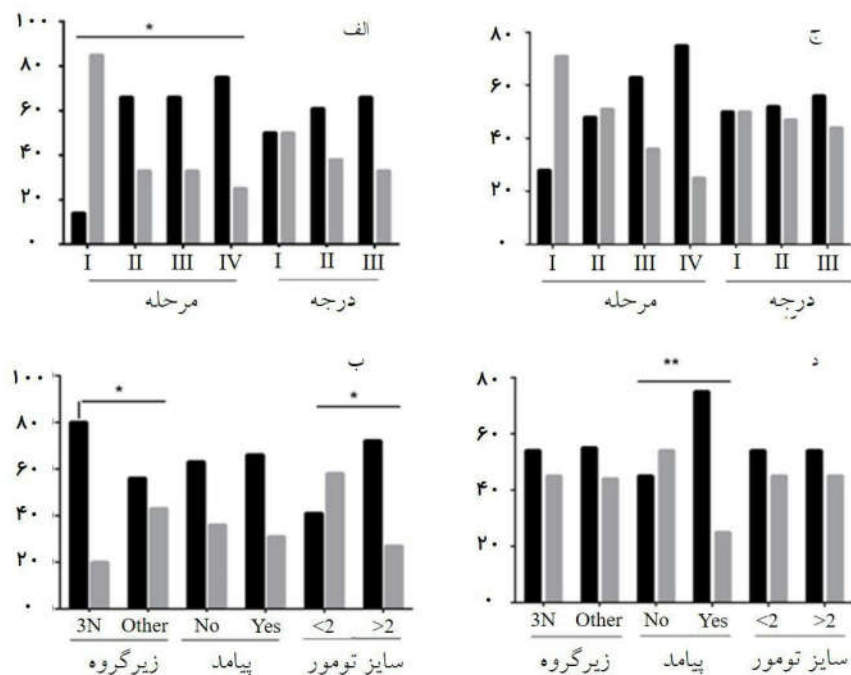 الف
*
۱۰۰
۸۰
۶۰
۴۰
۲۰
۰
I II III IV I II III
مرحله درجه
ج
۸۰
۶۰
۴۰
۲۰
۰
I II III IV I II III
مرحله درجه
ب
* *
۱۰۰
۸۰
۶۰
۴۰
۲۰
۰
3N Other No Yes <2 >2
زیرگروه پیامد سایز تومور
د
**
۸۰
۶۰
۴۰
۲۰
۰
3N Other No Yes <2 >2
زیرگروه پیامد سایز تومور